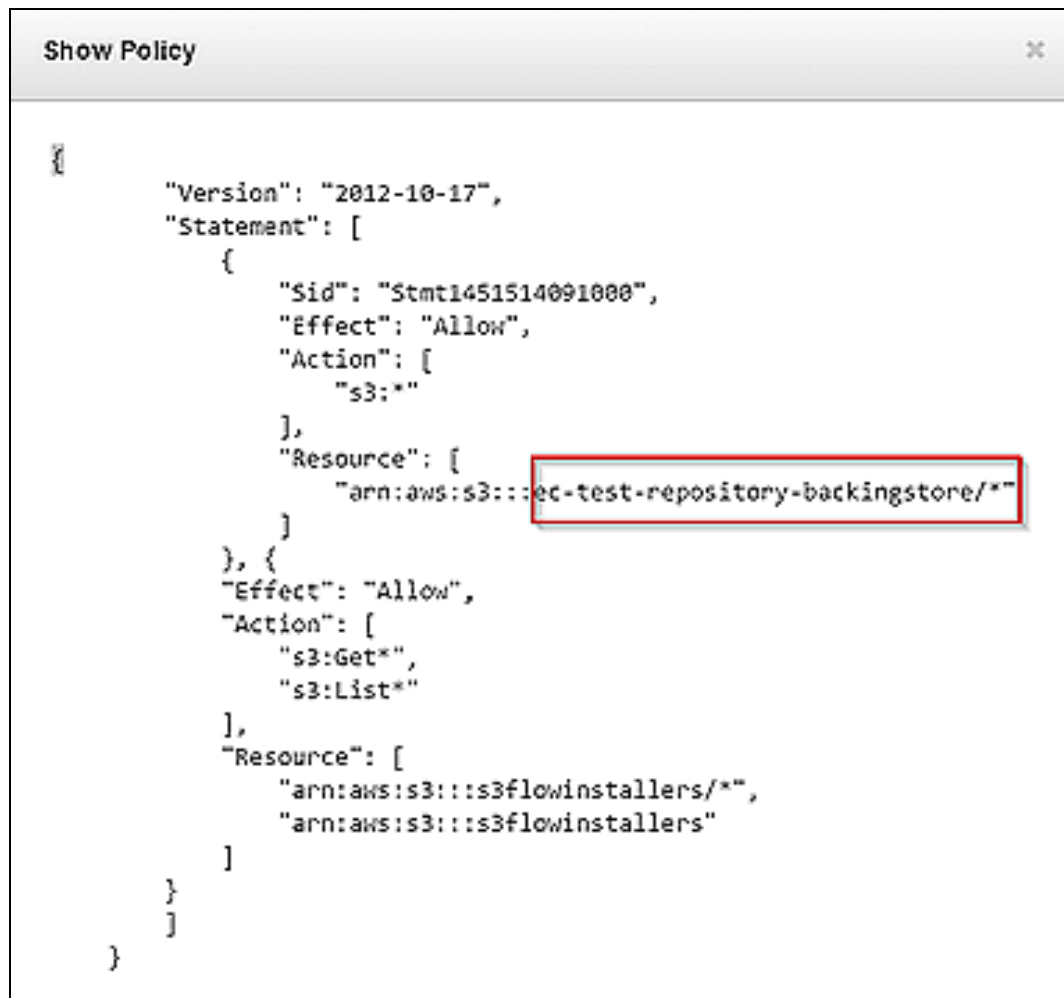 Show Policy ×
{
"Version": "2012-10-17",
"Statement": [
{
"Sid": "Stmt1451514091000",
"Effect": "Allow",
"Action": [
"s3:*"
],
"Resource": [
"arn:aws:s3:::ec-test-repository-backingstore/*"
]
}, {
"Effect": "Allow",
"Action": [
"s3:Get*",
"s3:List*"
],
"Resource": [
"arn:aws:s3:::s3flowinstallers/*",
"arn:aws:s3:::s3flowinstallers"
]
}
]
}